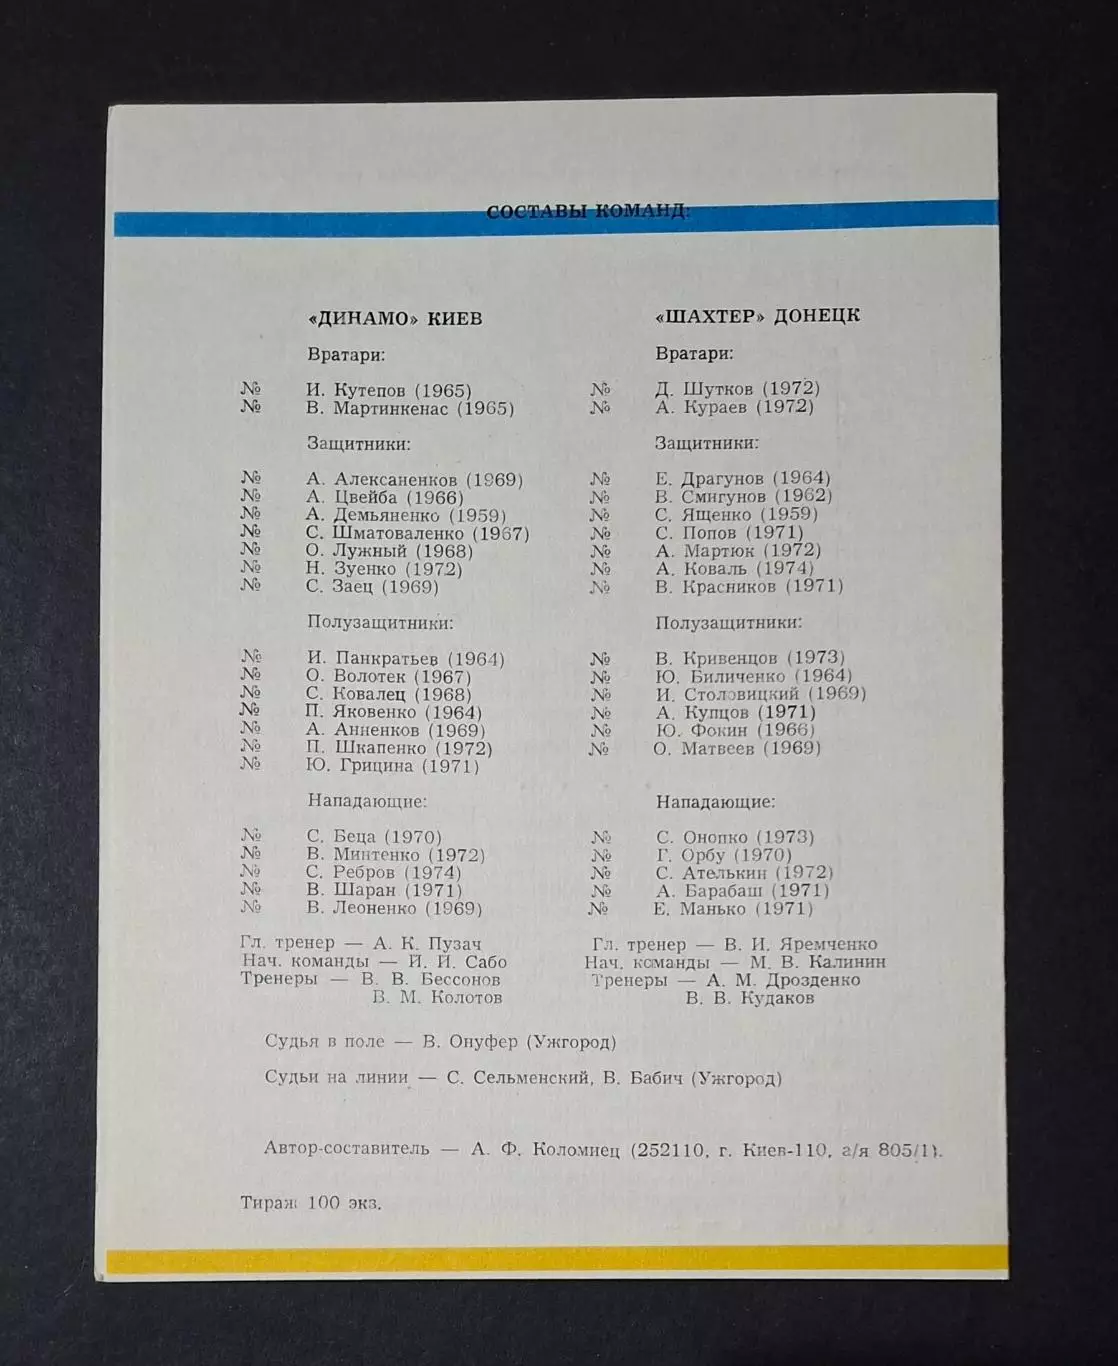 СОСТАВЫ КОМАНД:
«ДИНАМО» КИЕВ
Вратари:
№ И. Кутепов (1965)
№ В. Мартинкенас (1965)
Защитники:
№ А. Алексаненков (1969)
№ А. Цвейба (1966)
№ А. Демьяненко (1959)
№ С. Шматоваленко (1967)
№ О. Лужный (1968)
№ Н. Зуенко (1972)
№ С. Заец (1969)
Полузащитники:
№ И. Панкратьев (1964)
№ О. Волотек (1967)
№ С. Ковалец (1968)
№ П. Яковенко (1964)
№ А. Анненков (1969)
№ П. Шкапенко (1972)
№ Ю. Грицина (1971)
Нападающие:
№ С. Беца (1970)
№ В. Минтенко (1972)
№ С. Ребров (1974)
№ В. Шаран (1971)
№ В. Леоненко (1969)
Гл. тренер — А. К. Пузач
Нач. команды — Й. Й. Сабо
Тренеры — В. В. Бессонов
В. М. Колотов
«ШАХТЕР» ДОНЕЦК
Вратари:
№ Д. Шутков (1972)
№ А. Кураев (1972)
Защитники:
№ Е. Драгунов (1964)
№ В. Смигунов (1962)
№ С. Ященко (1959)
№ С. Попов (1971)
№ А. Мартюк (1972)
№ А. Коваль (1974)
№ В. Красников (1971)
Полузащитники:
№ В. Кривенцов (1973)
№ Ю. Биличенко (1964)
№ И. Столовицкий (1969)
№ А. Купцов (1971)
№ Ю. Фокин (1966)
№ О. Матвеев (1969)
Нападающие:
№ С. Онопко (1973)
№ Г. Орбу (1970)
№ С. Ателькин (1972)
№ А. Барабаш (1971)
№ Е. Манько (1971)
Гл. тренер — В. И. Яремченко
Нач. команды — М. В. Калинин
Тренеры — А. М. Дрозденко
В. В. Кудаков
Судья в поле — В. Онуфер (Ужгород)
Судьи на линии — С. Сельменский, В. Бабич (Ужгород)
Автор-составитель — А. Ф. Коломиец (252110, г. Киев-110, а/я 805/1).
Тираж 100 экз.